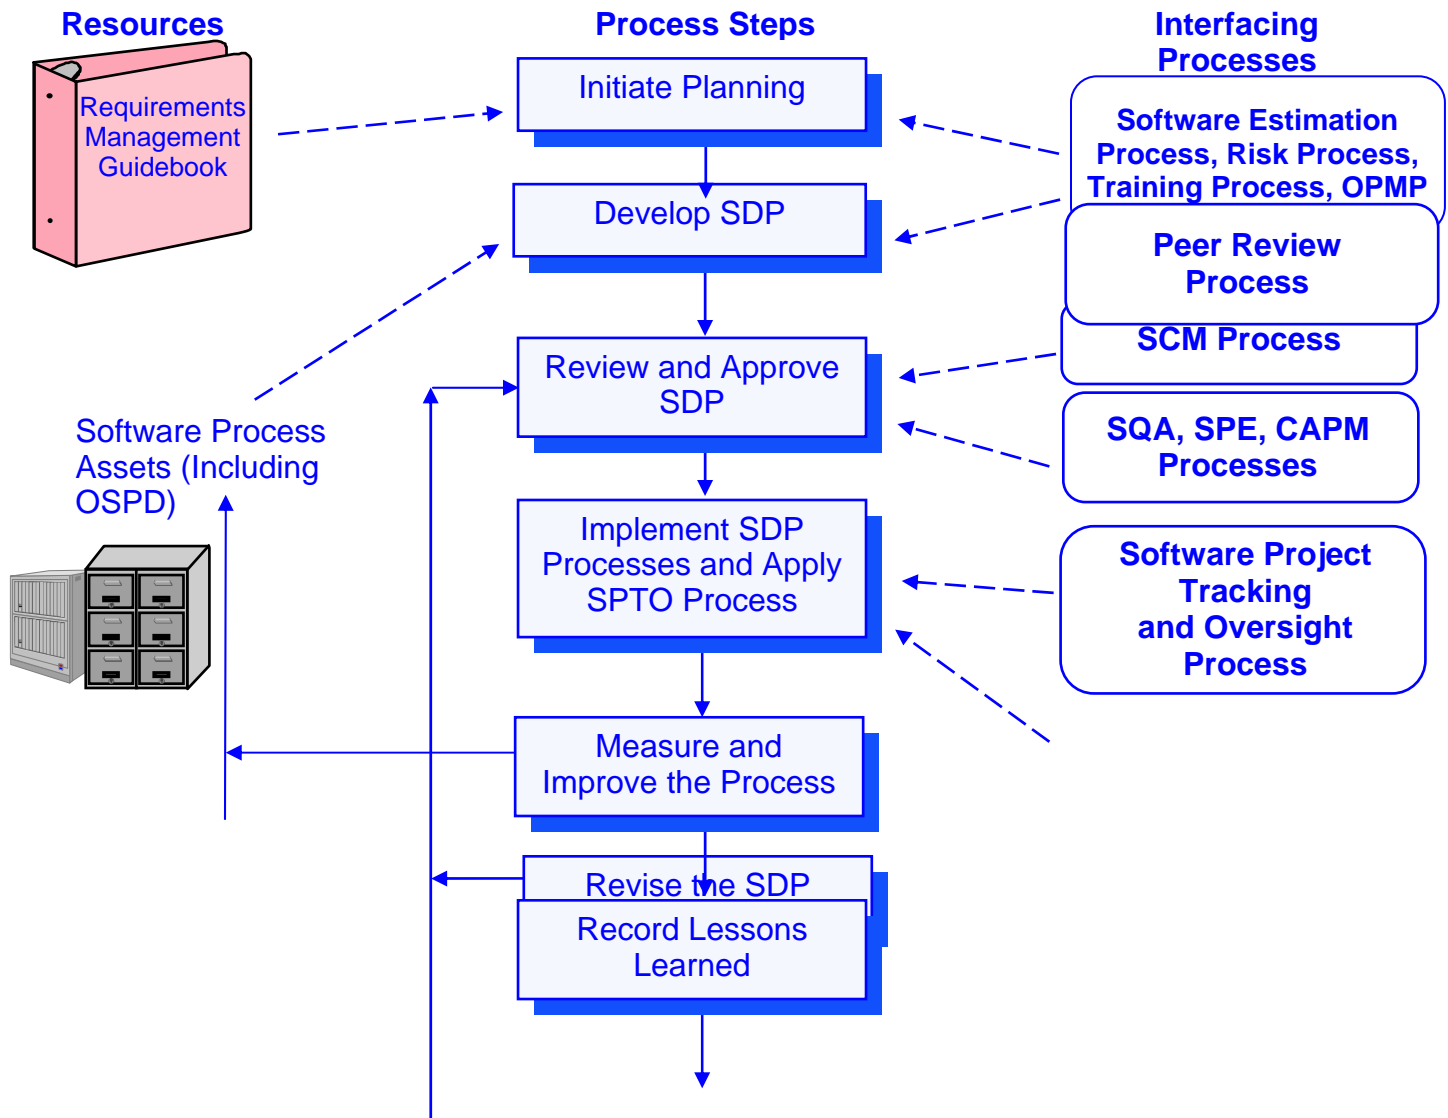 Resources
Process Steps
Interfacing
Processes
Requirements
Management
Guidebook
Initiate Planning
Software Estimation
Process, Risk Process,
Training Process, OPMP
Develop SDP
Peer Review
Process
Review and Approve
SDP
SCM Process
Software Process
Assets (Including
OSPD)
SQA, SPE, CAPM
Processes
Implement SDP
Processes and Apply
SPTO Process
Software Project
Tracking
and Oversight
Process
Measure and
Improve the Process
Revise the SDP
Record Lessons
Learned